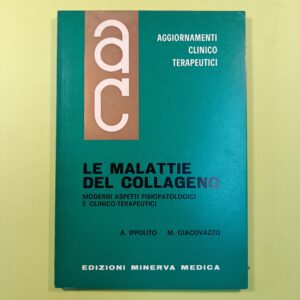 ac
AGGIORNAMENTI
CLINICO
TERAPEUTICI
LE MALATTIE
DEL COLLAGENO
MODERNI ASPETTI FISIOPATOLOGICI
E CLINICO-TERAPEUTICI
A. IPPOLITO M. GIACOVAZZO
EDIZIONI MINERVA MEDICA